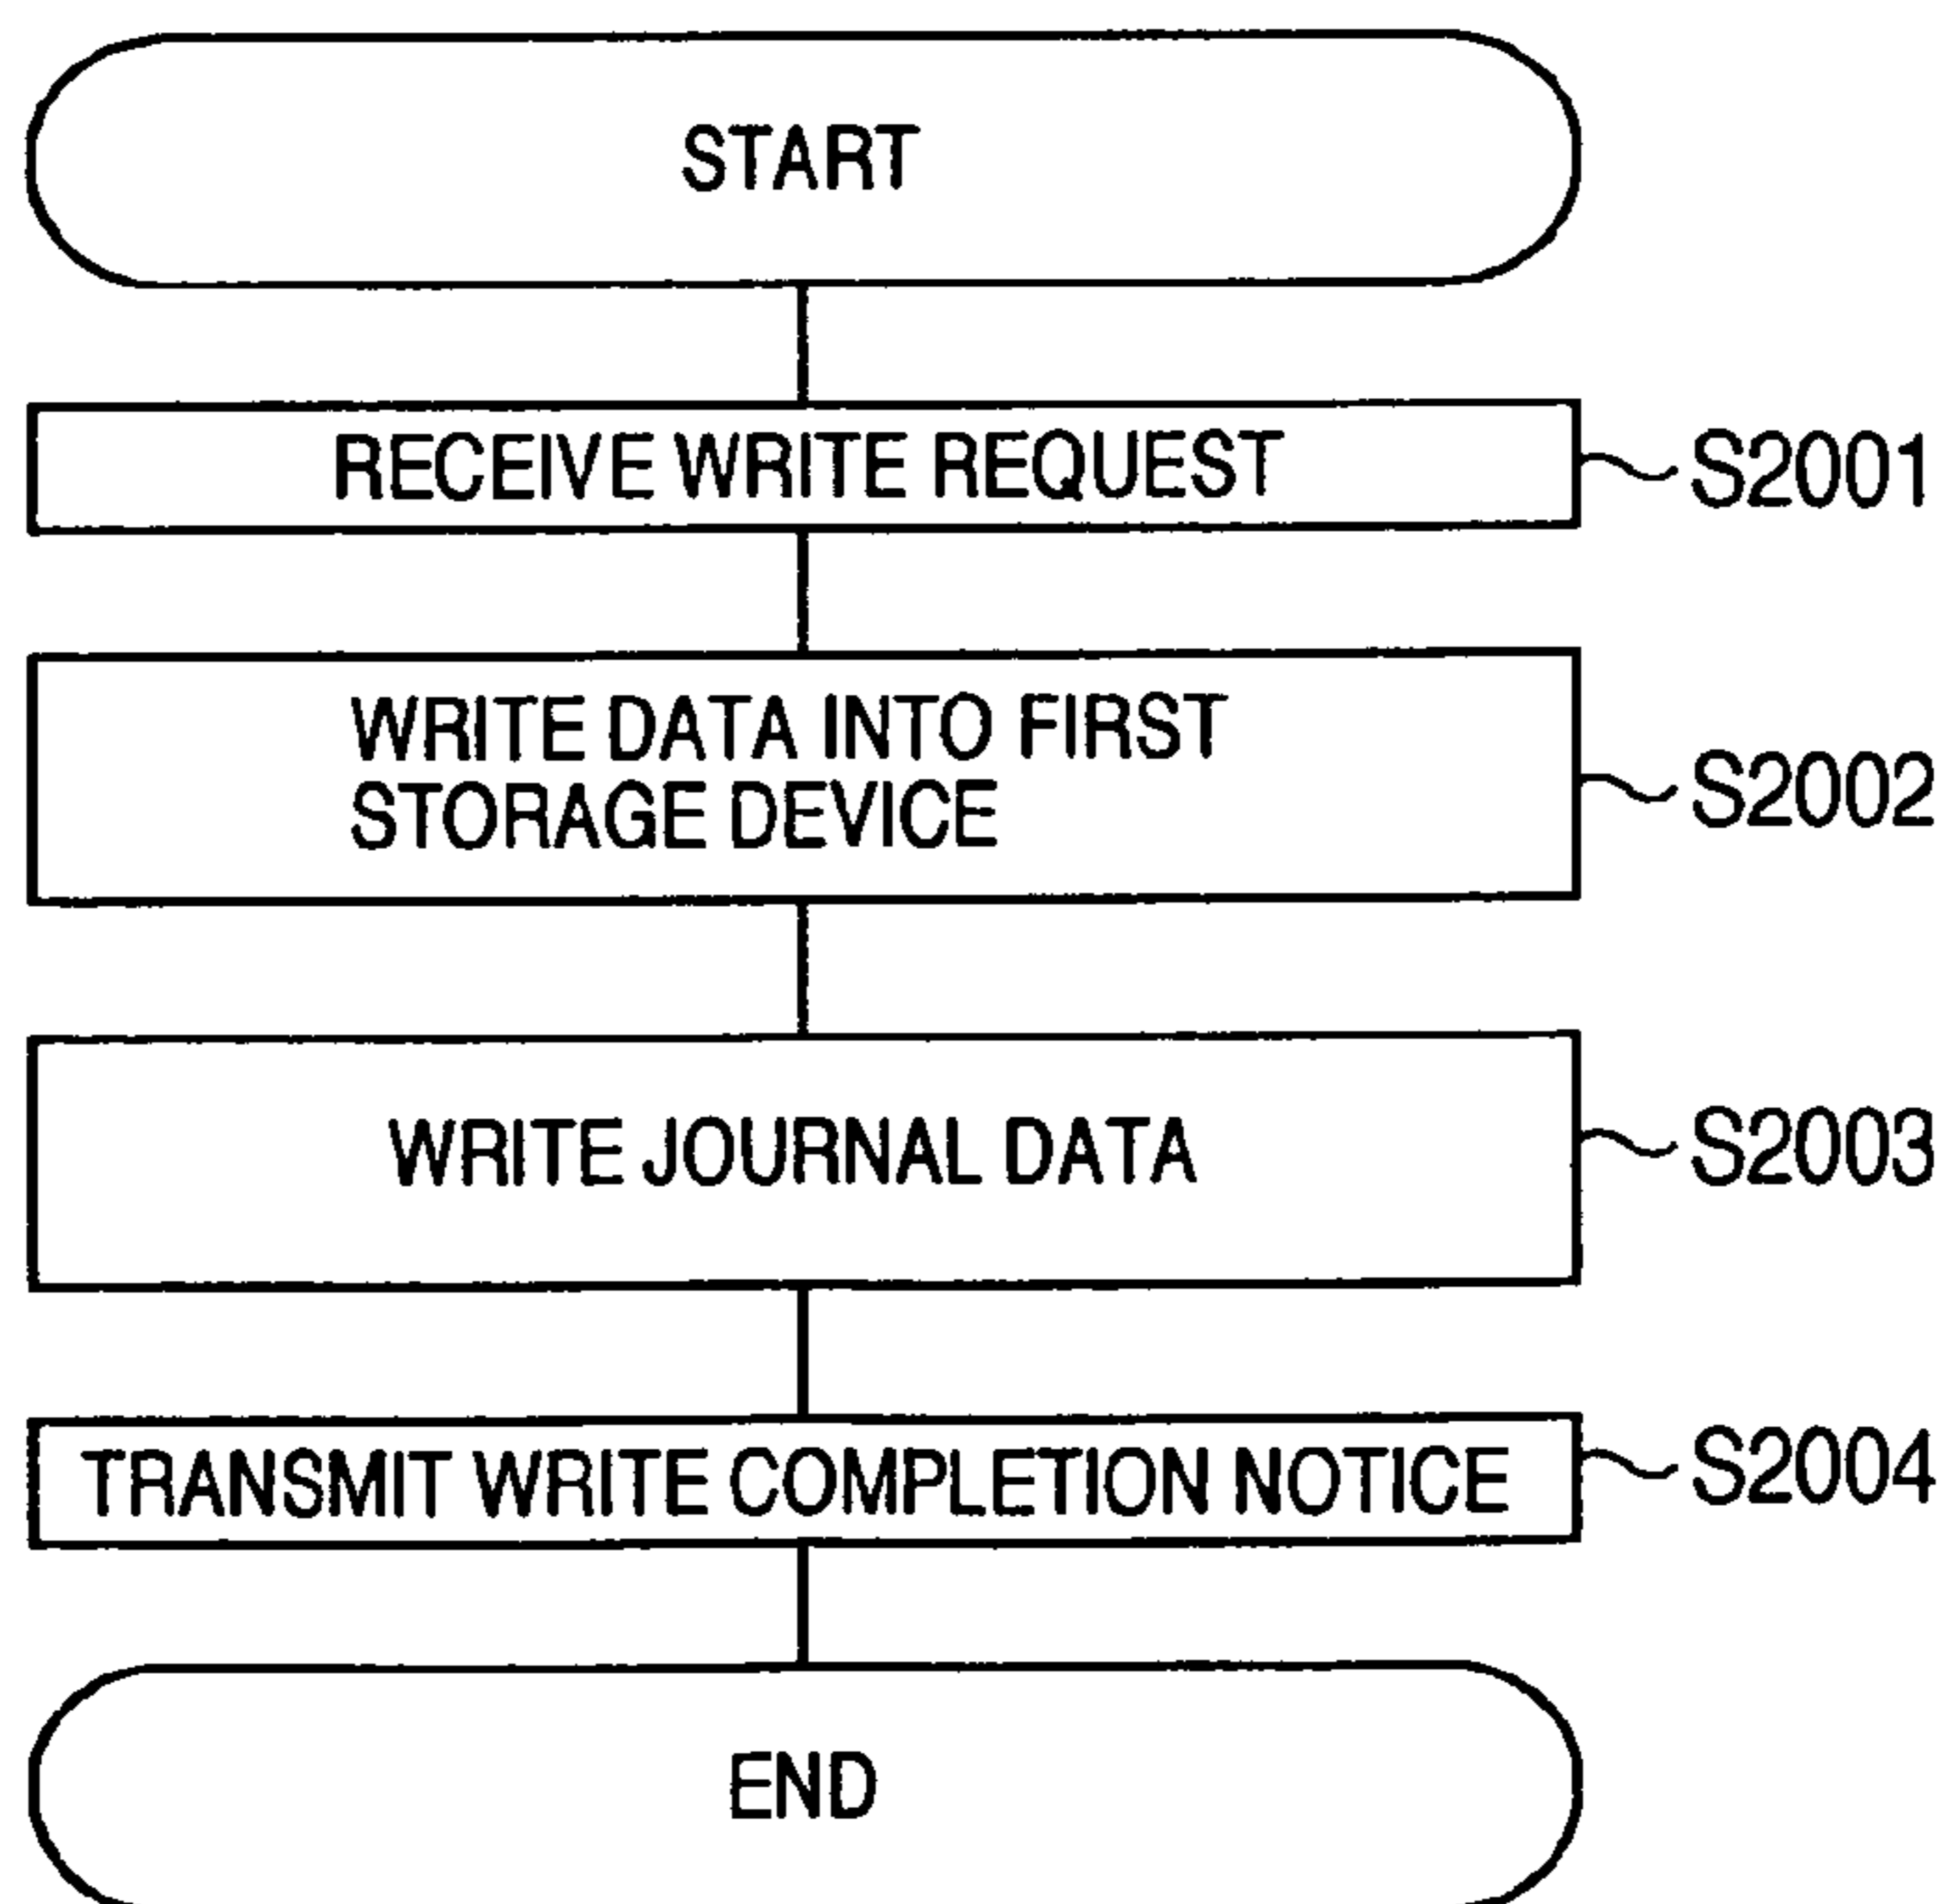 START
RECEIVE WRITE REQUEST
S2001
WRITE DATA INTO FIRST
STORAGE DEVICE
S2002
WRITE JOURNAL DATA
S2003
TRANSMIT WRITE COMPLETION NOTICE
S2004
END